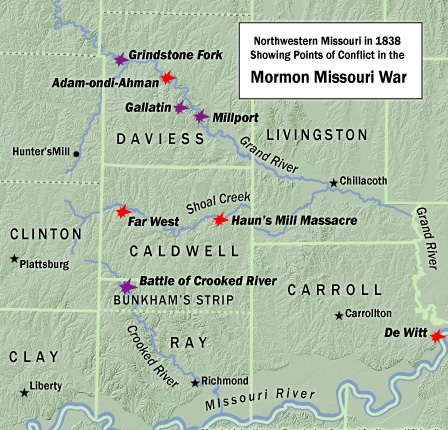 Northwestern Missouri in 1838
Showing Points of Conflict in the
Mormon Missouri War
Grindstone Fork
Adam-ondi-Ahman
Gallatin
Millport
DAVIESS
LIVINGSTON
Grand River
Hunter'sMill
Chillacoth
Shoal Creek
Far West
Haun's Mill Massacre
Grand River
CLINTON
CALDWELL
Plattsburg
Battle of Crooked River
BUNKHAM'S STRIP
CARROLL
Carrollton
De Witt
Crooked River
RAY
CLAY
Liberty
Richmond
Missouri River